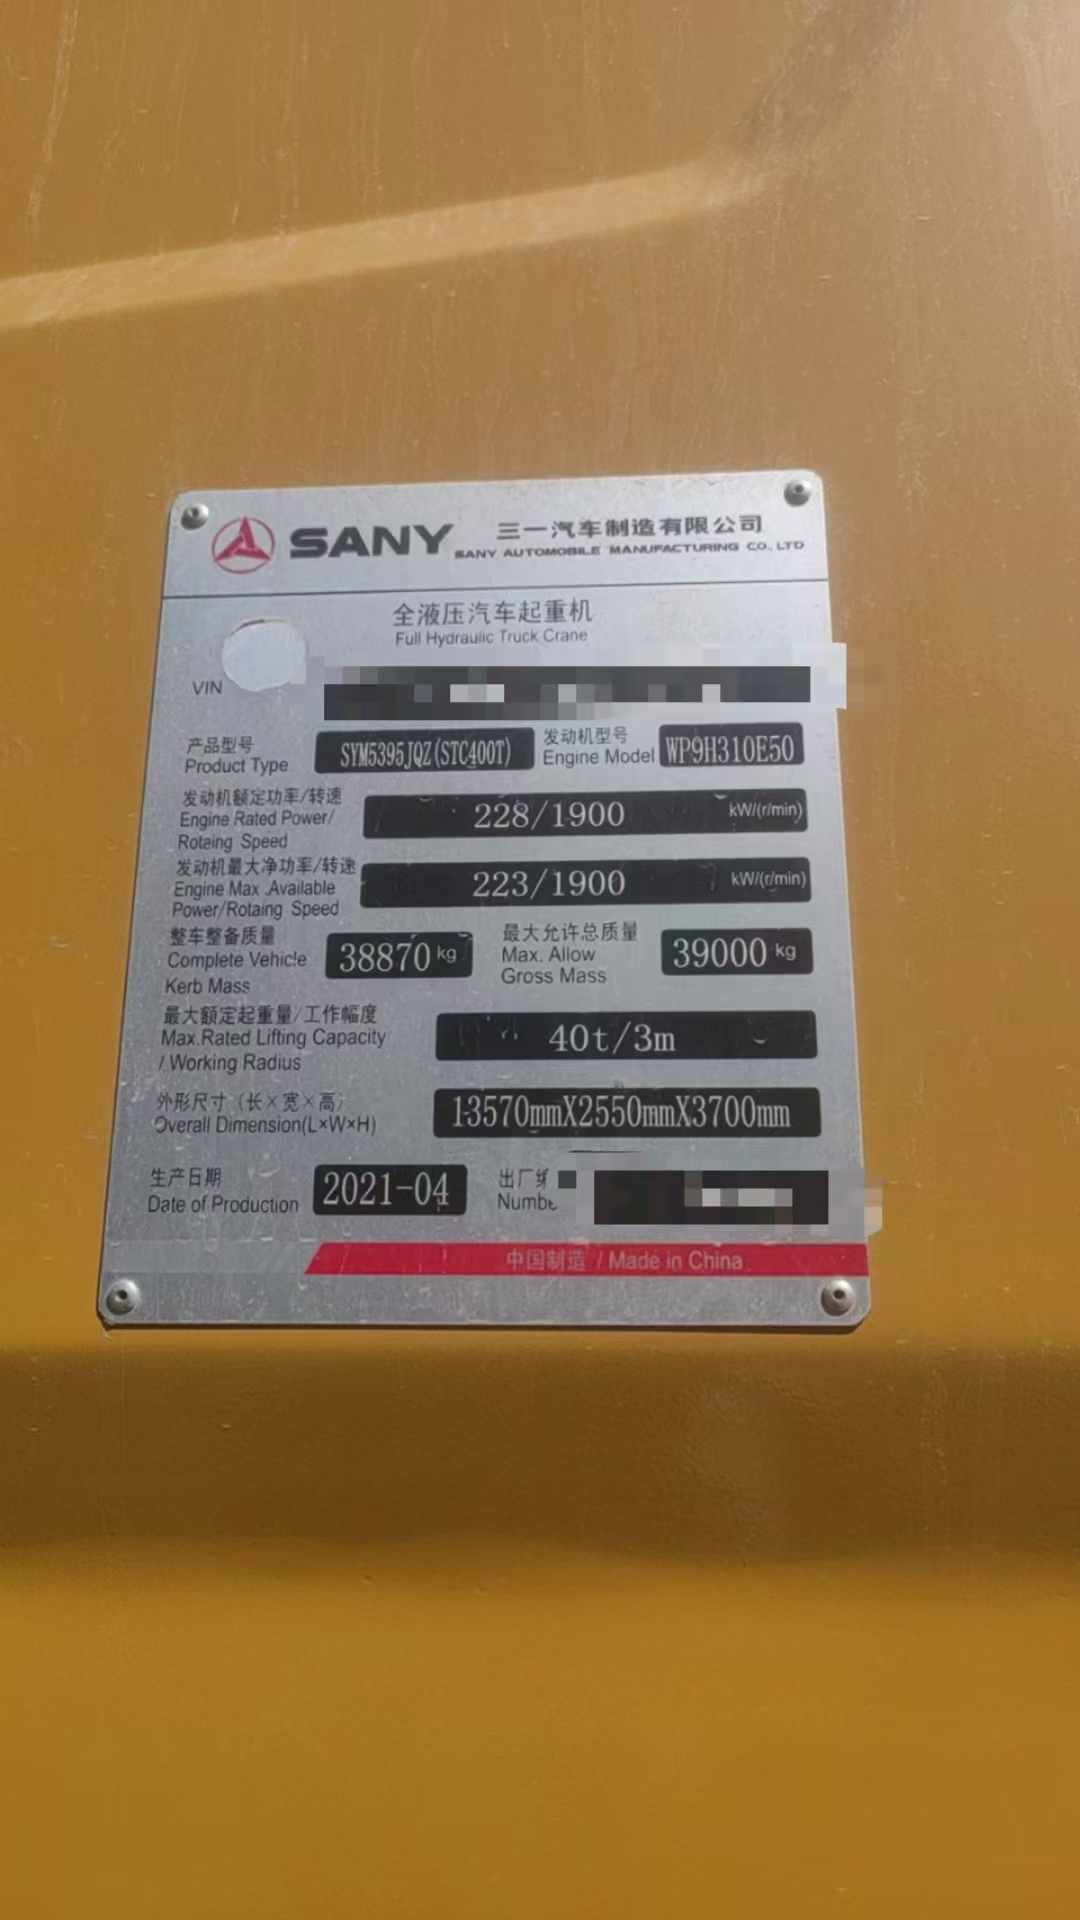 SANY 三一汽车制造有限公司
SANY AUTOMOBILE MANUFACTURING CO., LTD
全液压汽车起重机
Full Hydraulic Truck Crane
VIN
产品型号
Product Type SYM5395JQZ(STC400T)
发动机型号
Engine Model WP9H310E50
发动机额定功率/转速
Engine Rated Power/
Rotaing Speed
228/1900 kW/(r/min)
发动机最大净功率/转速
Engine Max .Available
Power/Rotaing Speed
223/1900 kW/(r/min)
整车整备质量
Complete Vehicle
Kerb Mass
38870 kg
最大允许总质量
Max. Allow
Gross Mass
39000 kg
最大额定起重量/工作幅度
Max.Rated Lifting Capacity
/ Working Radius
40t/3m
外形尺寸（长×宽×高）
Overall Dimension(L×W×H)
13570mmX2550mmX3700mm
生产日期
Date of Production 2021-04
出厂
中国制造 / Made in China